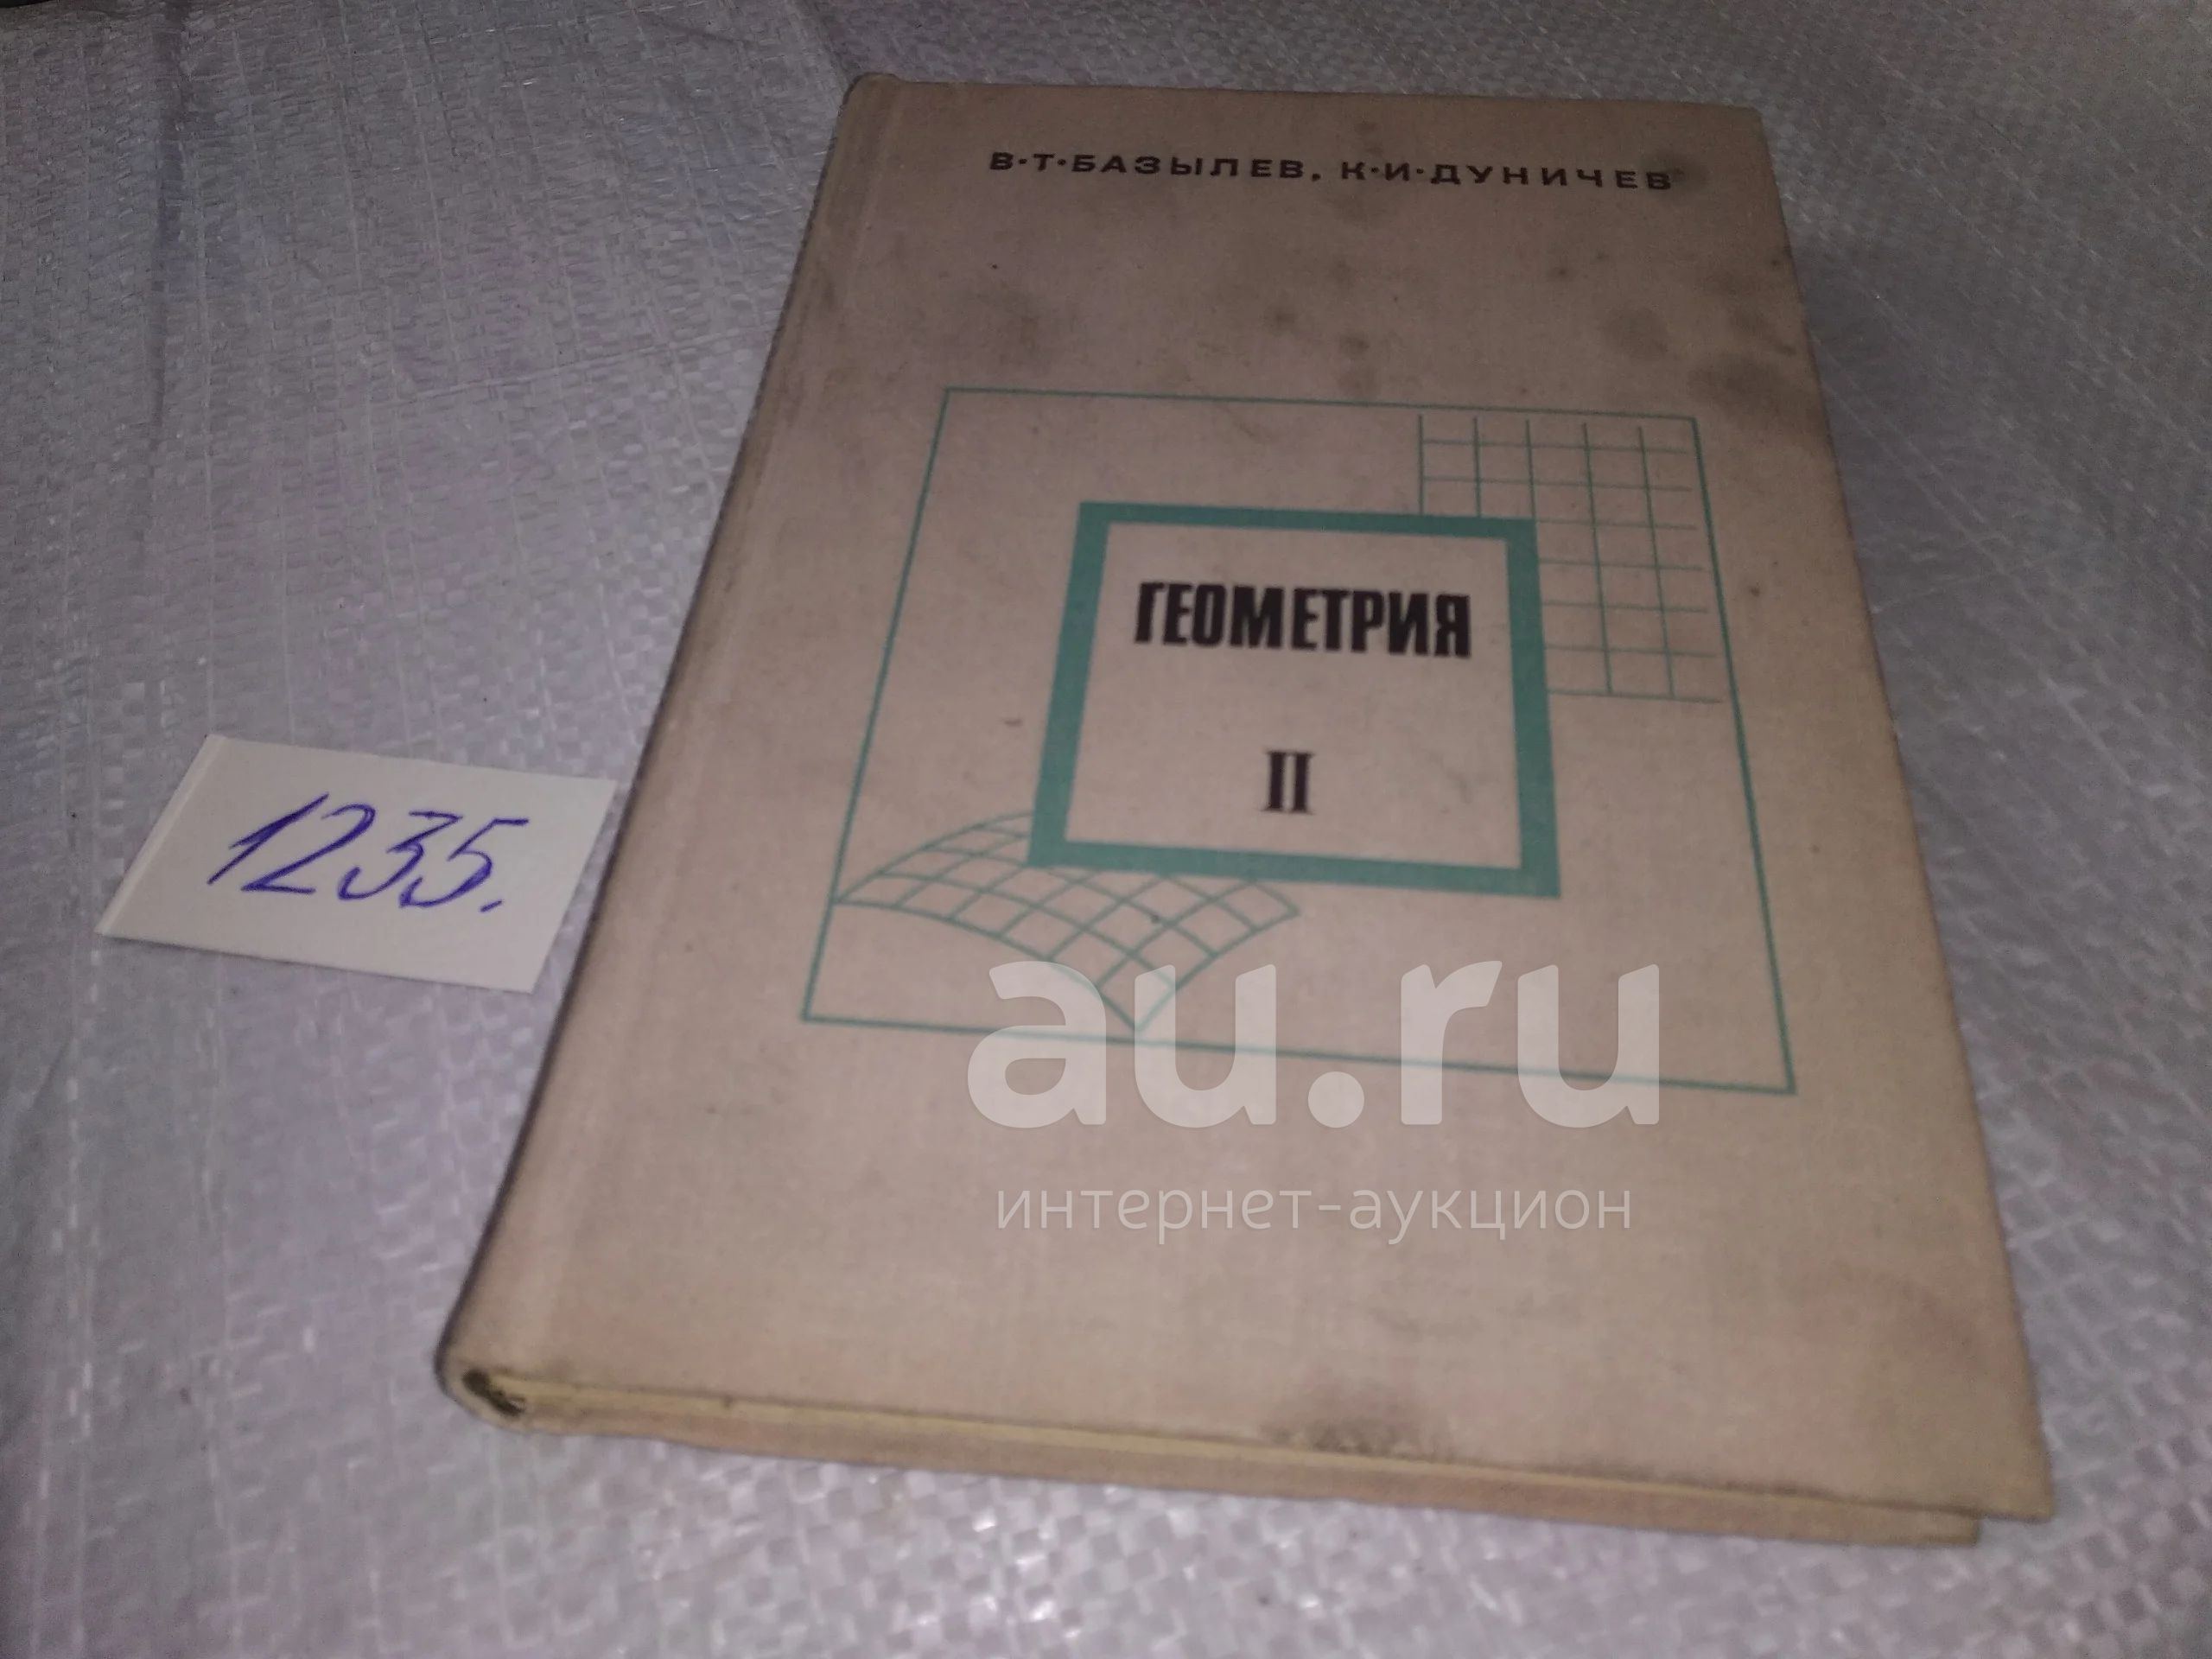 В·Т·БАЗЫЛЕВ, К·И·ДУНИЧЕВ
ГЕОМЕТРИЯ
II
1235.
au.ru
интернет-аукцион